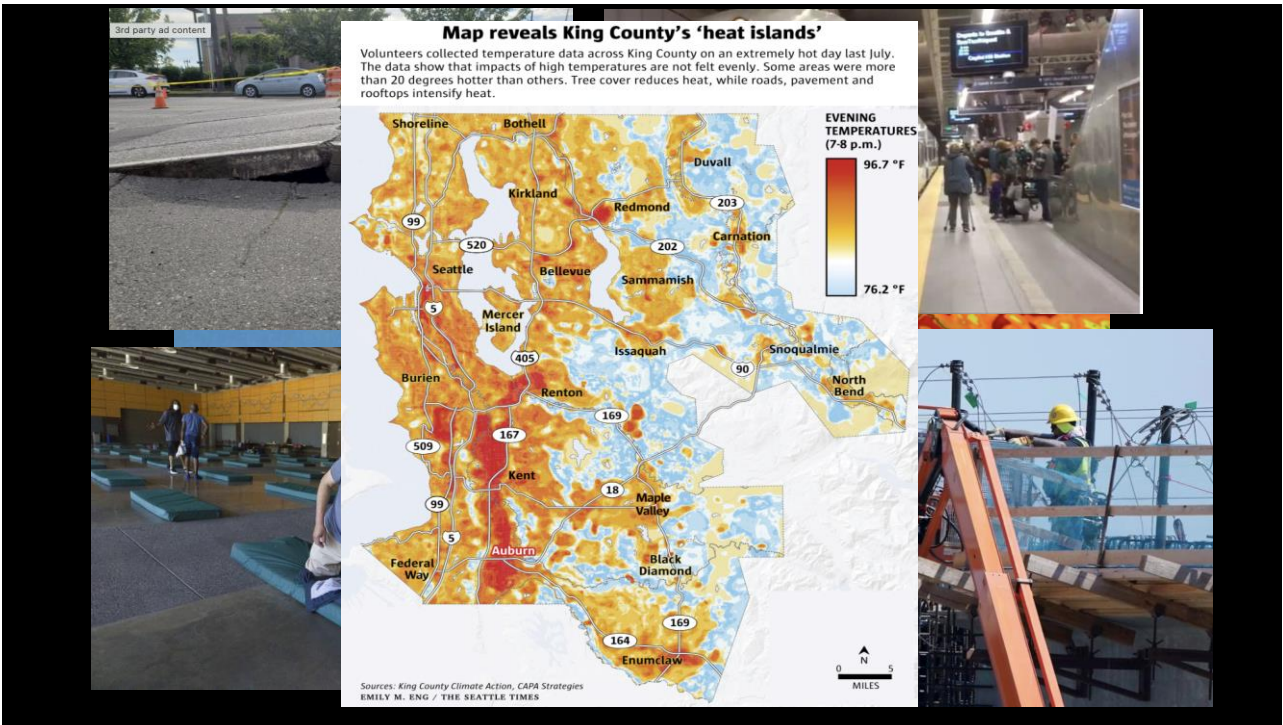 3rd party ad content
Map reveals King County's 'heat islands'
Volunteers collected temperature data across King County on an extremely hot day last July.
The data show that impacts of high temperatures are not felt evenly. Some areas were more
than 20 degrees hotter than others. Tree cover reduces heat, while roads, pavement and
rooftops intensify heat.
EVENING
TEMPERATURES
(7-8 p.m.)
96.7 °F
76.2 °F
Shoreline
Bothell
Duvall
Kirkland
Redmond
203
99
520
202
Carnation
Seattle
Bellevue
Sammamish
5
Mercer
Island
405
Issaquah
90
Snoqualmie
North
Bend
Burien
Renton
169
509
167
Kent
18
99
Maple
Valley
5
Auburn
Federal
Way
Black
Diamond
169
164
Enumclaw
N
0 5
MILES
Sources: King County Climate Action, CAPA Strategies
EMILY M. ENG / THE SEATTLE TIMES